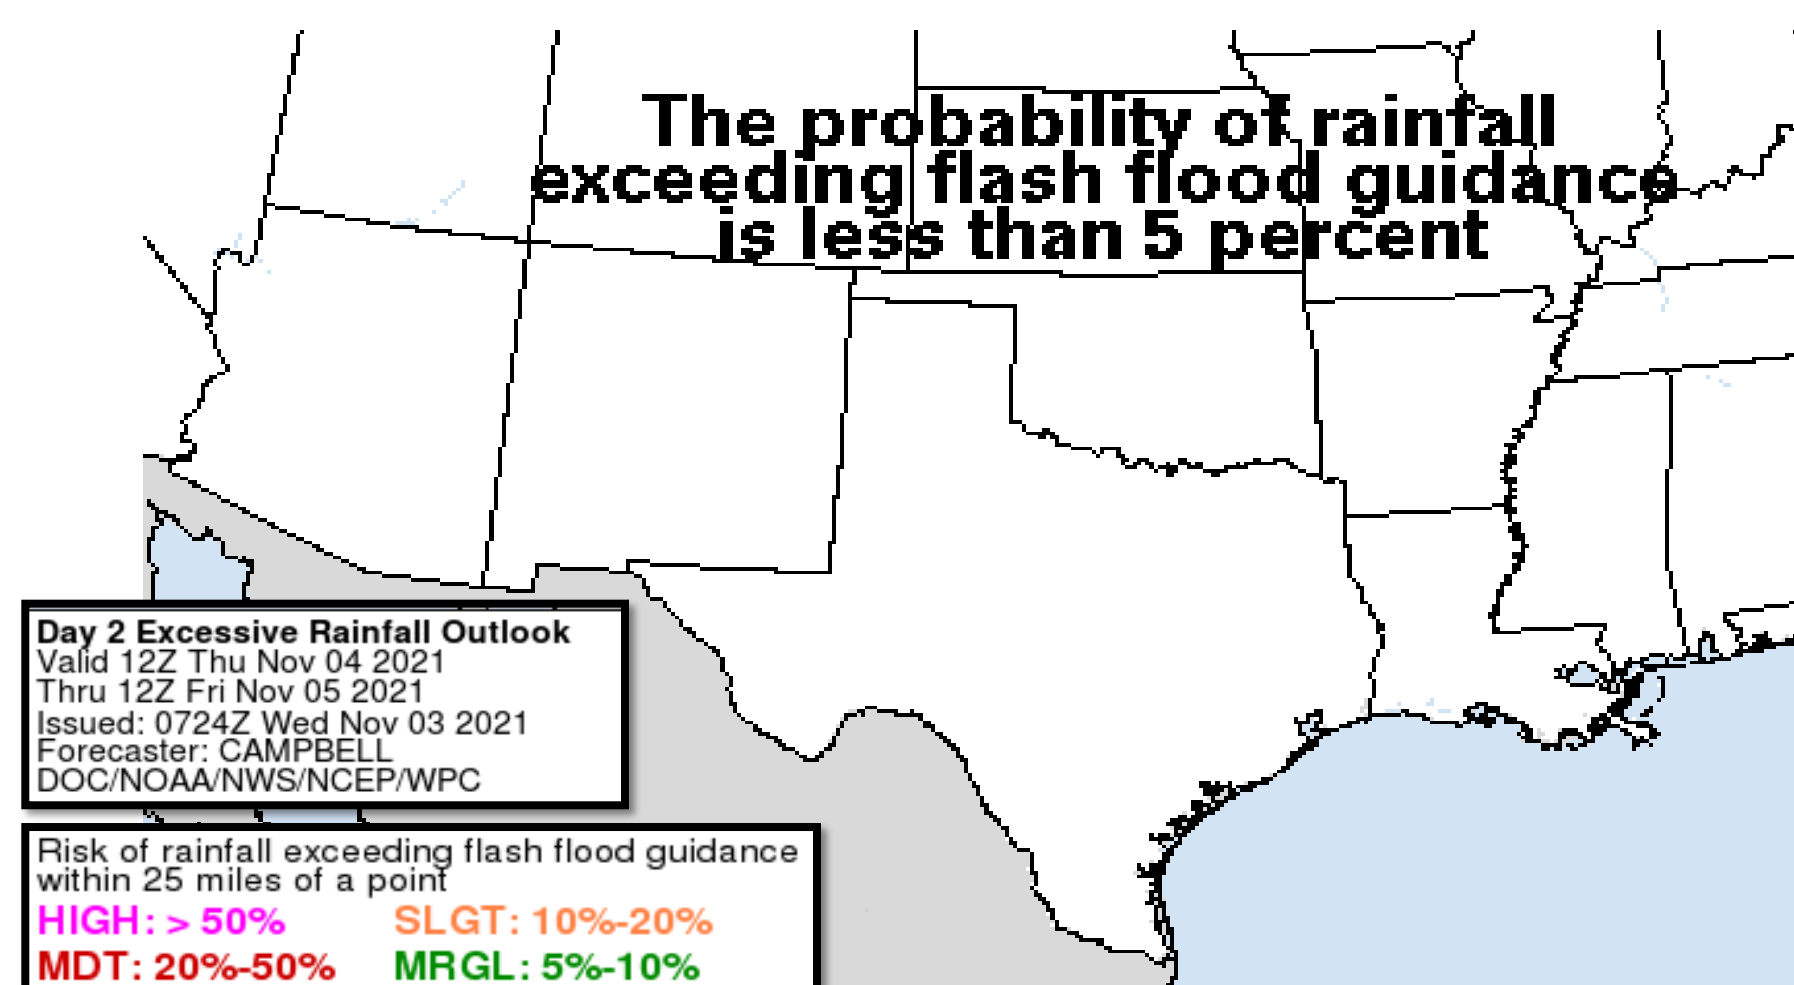 The probability of rainfall
exceeding flash flood guidance
is less than 5 percent
Day 2 Excessive Rainfall Outlook
Valid 12Z Thu Nov 04 2021
Thru 12Z Fri Nov 05 2021
Issued: 0724Z Wed Nov 03 2021
Forecaster: CAMPBELL
DOC/NOAA/NWS/NCEP/WPC
Risk of rainfall exceeding flash flood guidance
within 25 miles of a point
HIGH: > 50% SLGT: 10%-20%
MDT: 20%-50% MRGL: 5%-10%